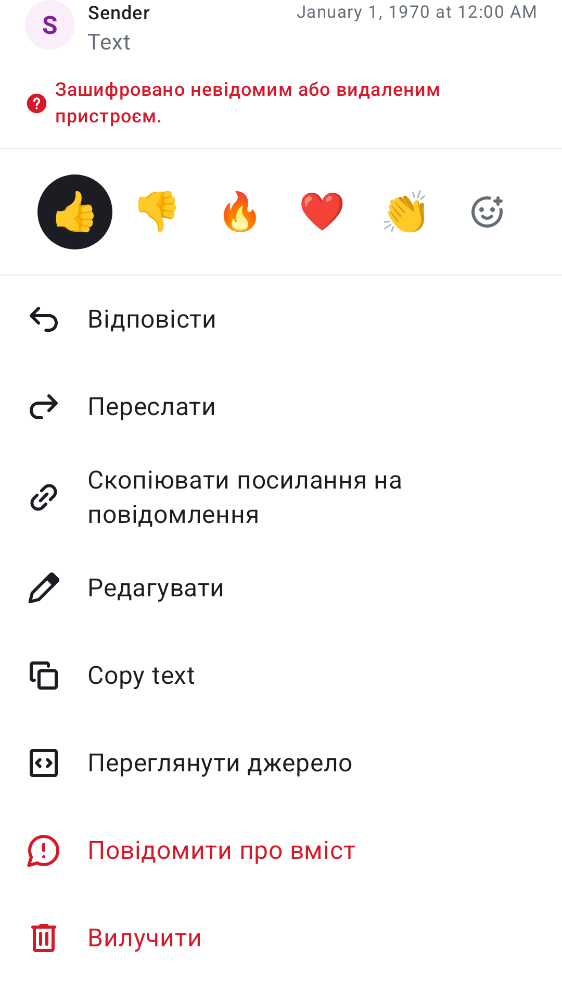 S
Sender
January 1, 1970 at 12:00 AM
Text
Зашифровано невідомим або видаленим
пристроєм.
Відповісти
Переслати
Скопіювати посилання на
повідомлення
Редагувати
Copy text
Переглянути джерело
Повідомити про вміст
Вилучити